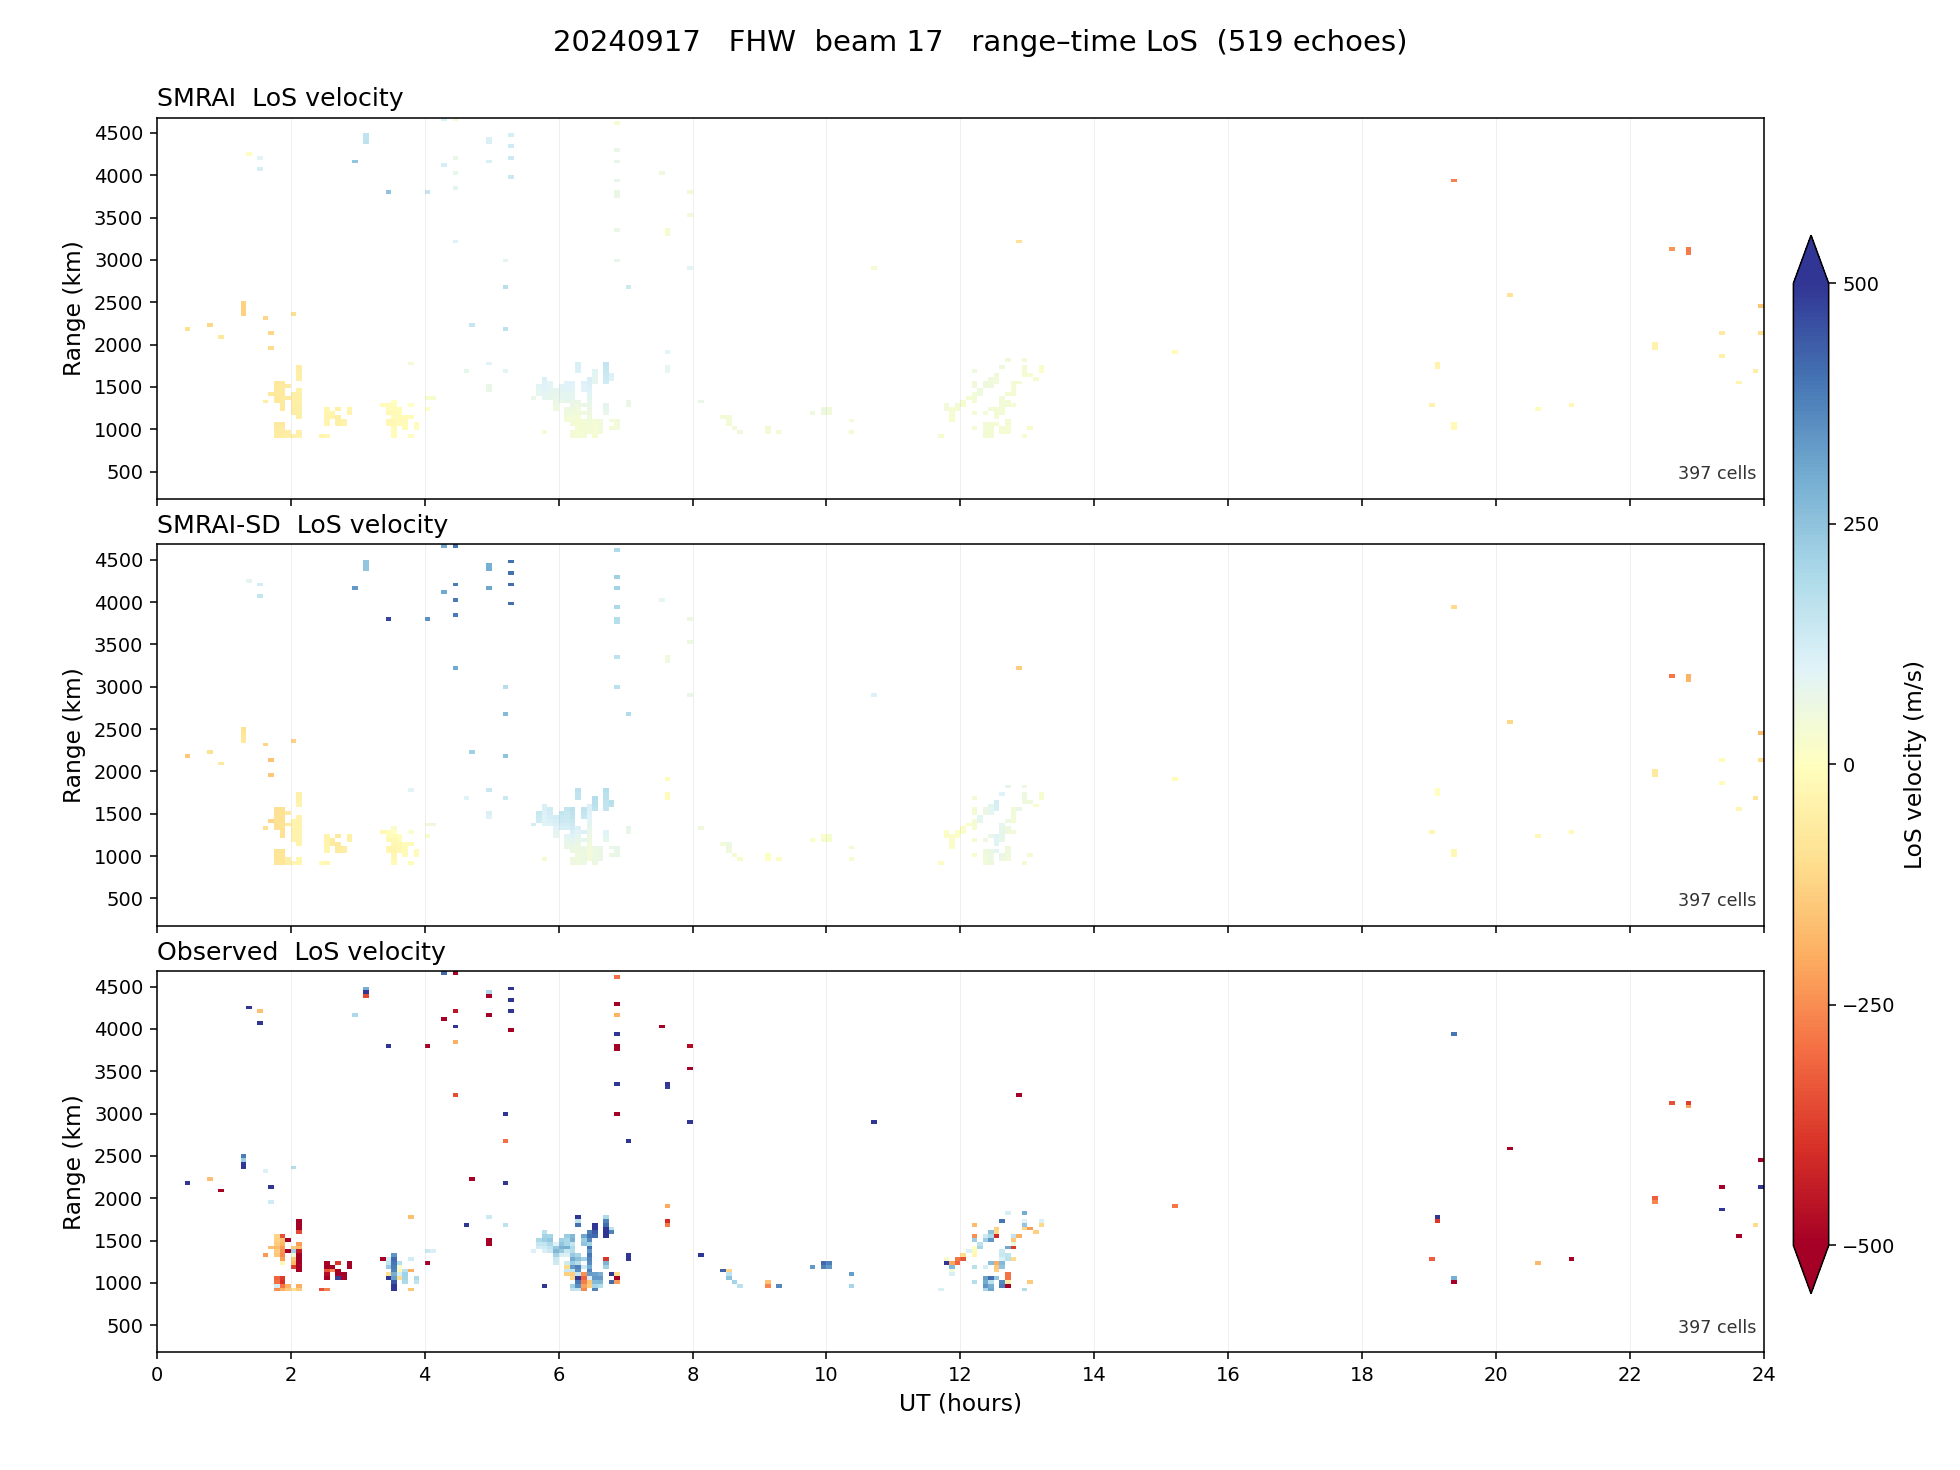 20240917   FHW  beam 17   range–time LoS  (519 echoes)
SMRAI  LoS velocity
4500
4000
3500
3000
2500
2000
1500
1000
500
Range (km)
397 cells
SMRAI-SD  LoS velocity
4500
4000
3500
3000
2500
2000
1500
1000
500
Range (km)
397 cells
Observed  LoS velocity
4500
4000
3500
3000
2500
2000
1500
1000
500
Range (km)
397 cells
0 2 4 6 8 10 12 14 16 18 20 22 24
UT (hours)
500
250
0
−250
−500
LoS velocity (m/s)